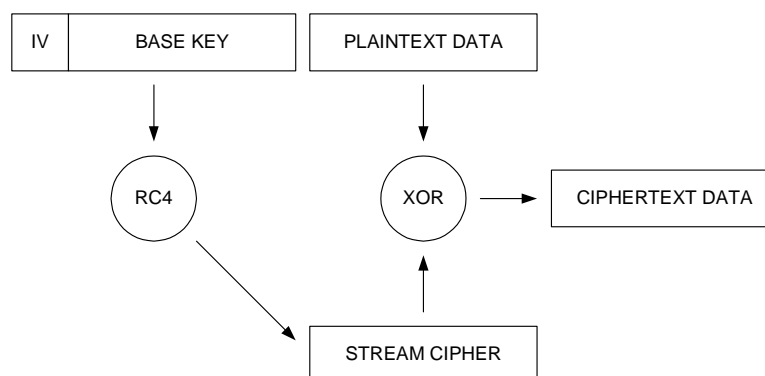 IV
BASE KEY
PLAINTEXT DATA
RC4
XOR
CIPHERTEXT DATA
STREAM CIPHER